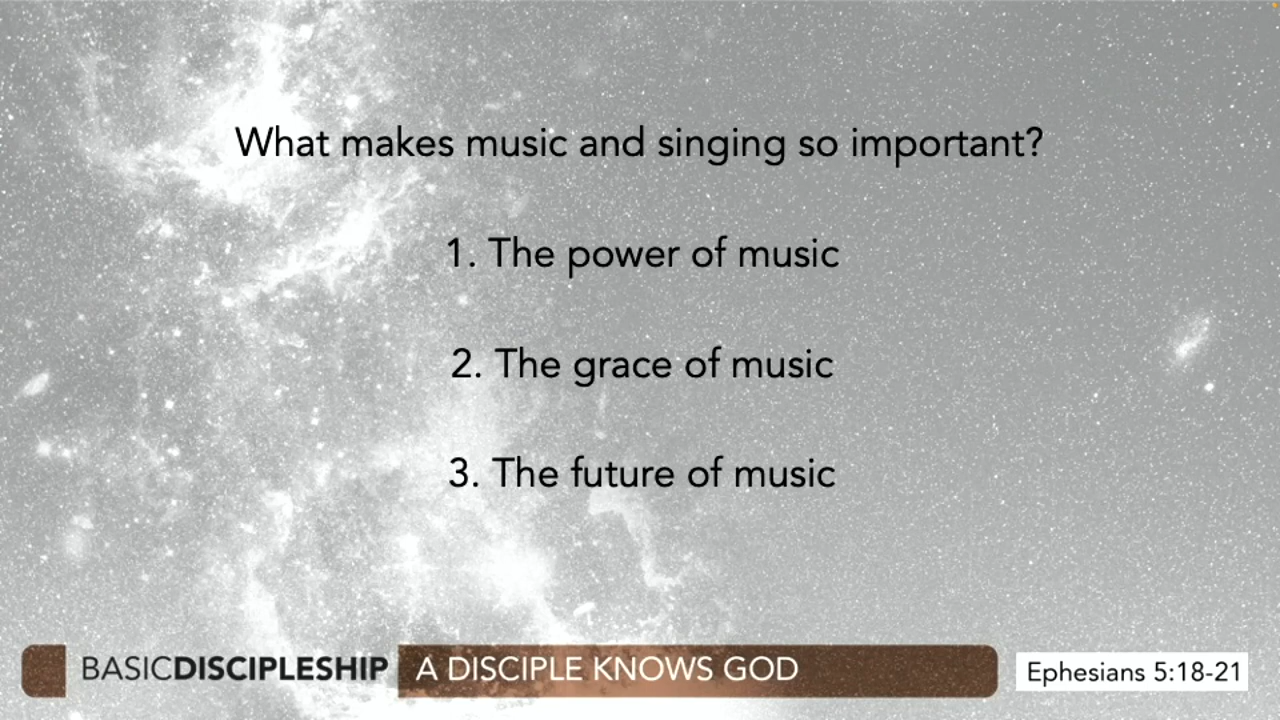 What makes music and singing so important?
1. The power of music
2. The grace of music
3. The future of music
BASICDISCIPLESHIP A DISCIPLE KNOWS GOD Ephesians 5:18-21